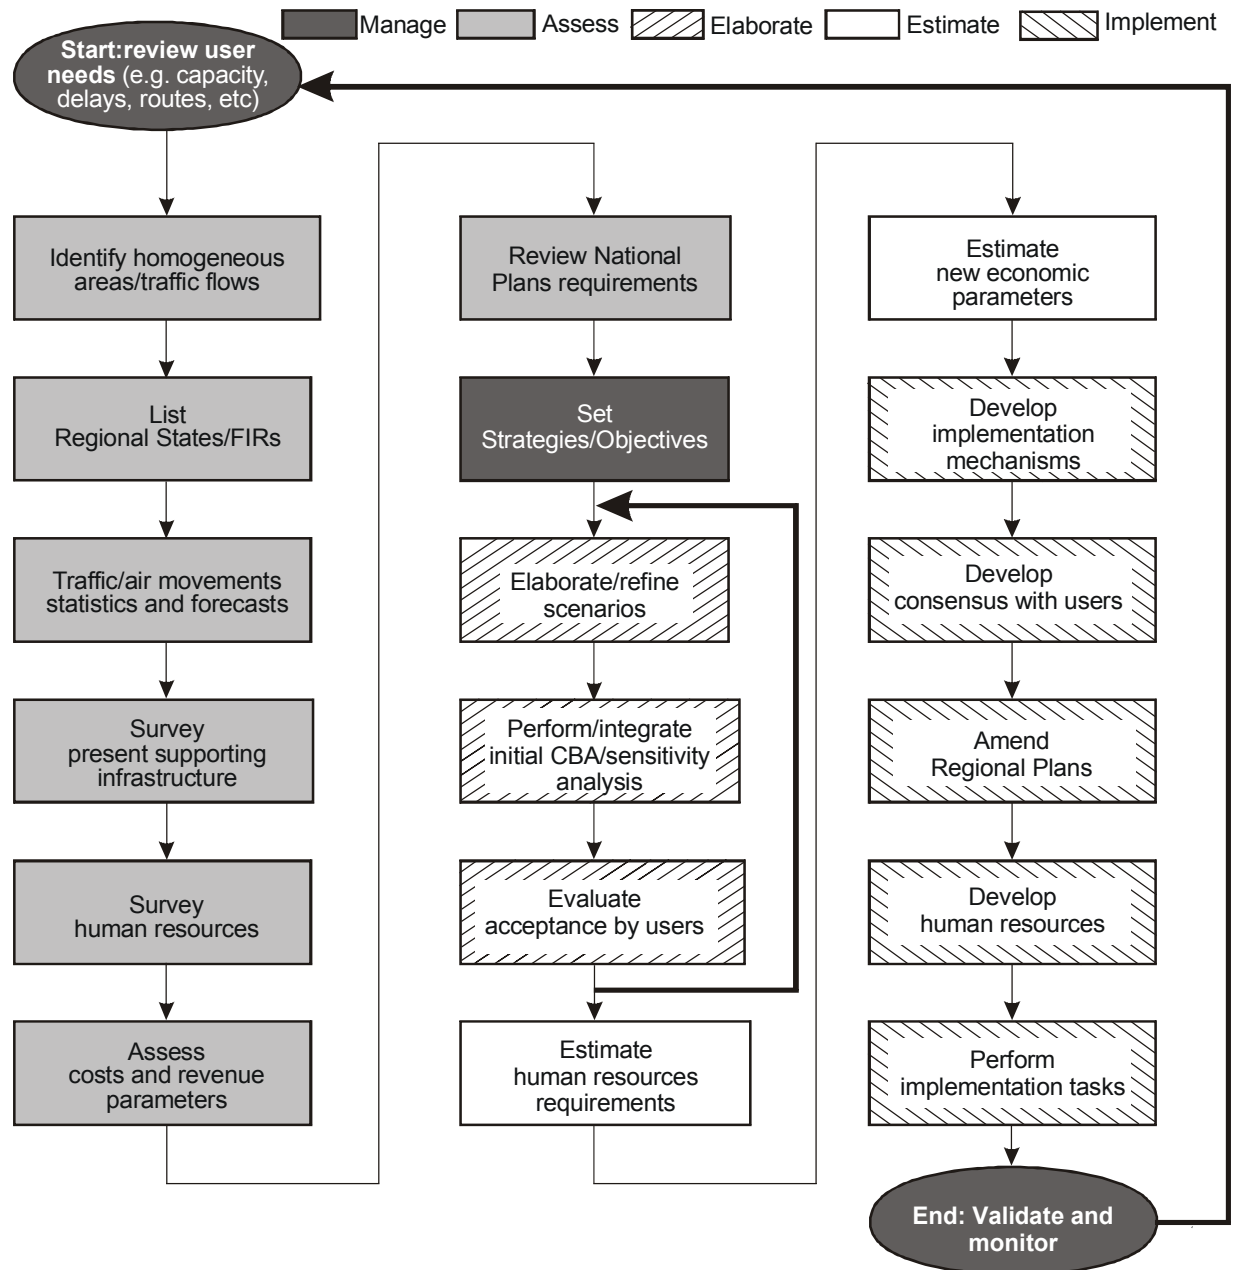 Manage
Assess
Elaborate
Estimate
Implement
Start:review user
needs (e.g. capacity,
delays, routes, etc)
Identify homogeneous
areas/traffic flows
List
Regional States/FIRs
Traffic/air movements
statistics and forecasts
Survey
present supporting
infrastructure
Survey
human resources
Assess
costs and revenue
parameters
Review National
Plans requirements
Set
Strategies/Objectives
Elaborate/refine
scenarios
Perform/integrate
initial CBA/sensitivity
analysis
Evaluate
acceptance by users
Estimate
human resources
requirements
Estimate
new economic
parameters
Develop
implementation
mechanisms
Develop
consensus with users
Amend
Regional Plans
Develop
human resources
Perform
implementation tasks
End: Validate and
monitor